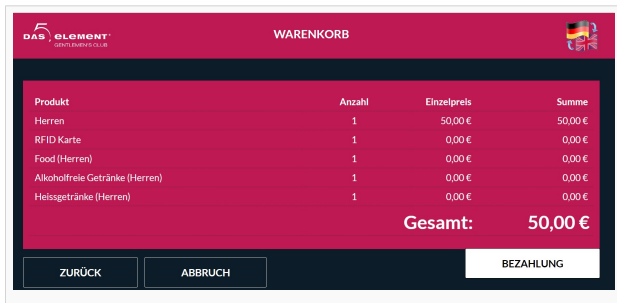 DAS 5. ELEMENT
GENTLEMEN'S CLUB
WARENKORB
Produkt Anzahl Einzelpreis Summe
Herren 1 50,00 € 50,00 €
RFID Karte 1 0,00 € 0,00 €
Food (Herren) 1 0,00 € 0,00 €
Alkoholfreie Getränke (Herren) 1 0,00 € 0,00 €
Heissgetränke (Herren) 1 0,00 € 0,00 €
Gesamt: 50,00 €
ZURÜCK ABBRUCH BEZAHLUNG